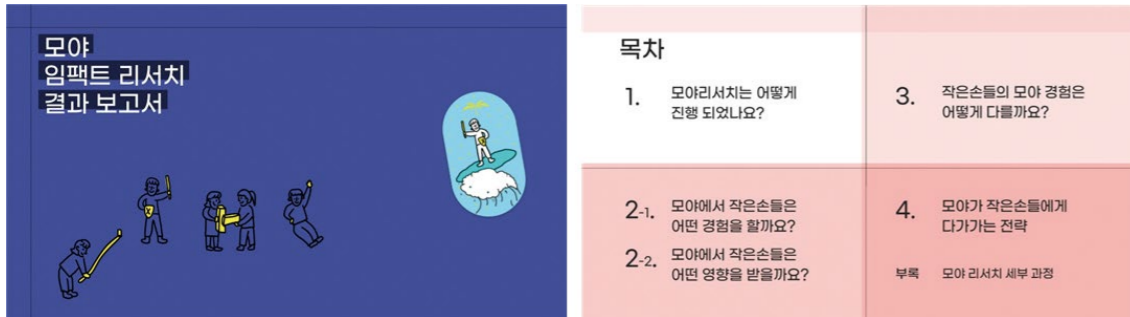 모야
임팩트 리서치
결과 보고서
목차
1.
모야리서치는 어떻게
진행 되었나요?
2-1.
모야에서 작은손들은
어떤 경험을 할까요?
2-2.
모야에서 작은손들은
어떤 영향을 받을까요?
3.
작은손들의 모야 경험은
어떻게 다를까요?
4.
모야가 작은손들에게
다가가는 전략
부록 모야 리서치 세부 과정